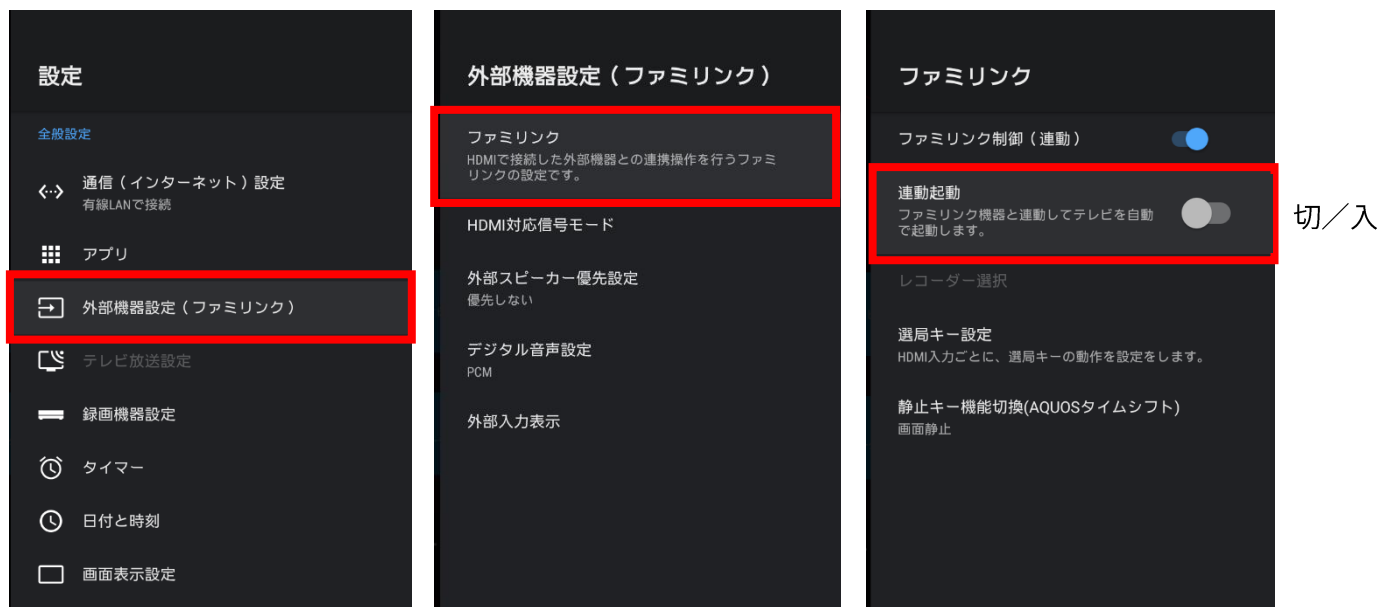 設定
全般設定
通信（インターネット）設定
有線LANで接続
アプリ
外部機器設定（ファミリンク）
テレビ放送設定
録画機器設定
タイマー
日付と時刻
画面表示設定
外部機器設定（ファミリンク）
ファミリンク
HDMIで接続した外部機器との連携操作を行うファミ
リンクの設定です。
HDMI対応信号モード
外部スピーカー優先設定
優先しない
デジタル音声設定
PCM
外部入力表示
ファミリンク
ファミリンク制御（連動）
連動起動
ファミリンク機器と連動してテレビを自動
で起動します。
レコーダー選択
選局キー設定
HDMI入力ごとに、選局キーの動作を設定をします。
静止キー機能切換(AQUOSタイムシフト)
画面静止
切／入